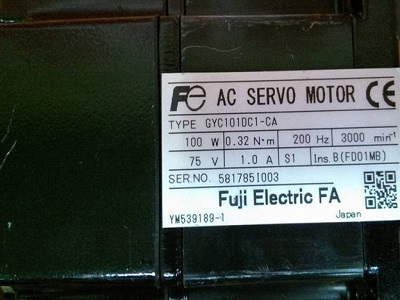 Fe AC SERVO MOTOR CE
TYPE GYC101DC1-CA
100 W 0.32 N·m 200 Hz 3000 min⁻¹
75 V 1.0 A S1 Ins.B(FD01MB)
SER.NO. 581785I003
Fuji Electric FA
YM539189-1 Japan